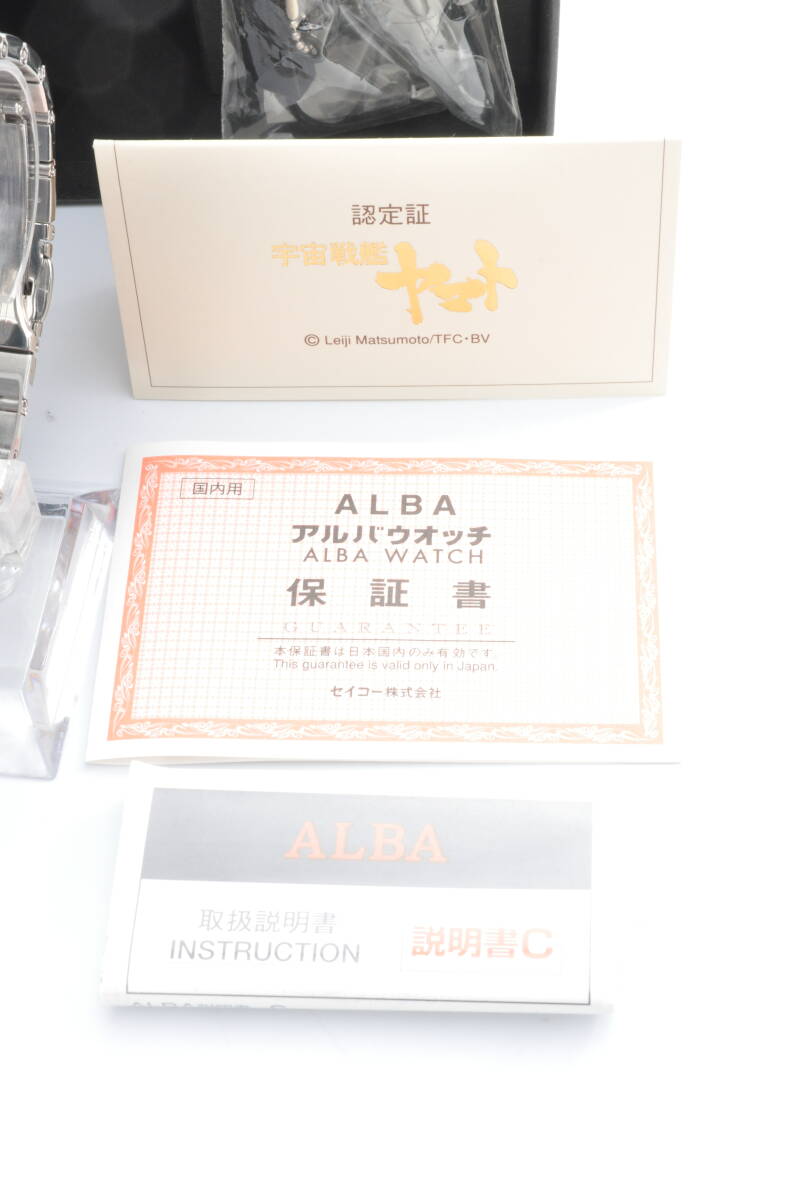 認定証
宇宙戦艦
ヤマト
© Leiji Matsumoto/TFC・BV
国内用
ALBA
アルバウオッチ
ALBA WATCH
保証書
GUARANTEE
本保証書は日本国内のみ有効です。
This guarantee is valid only in Japan.
セイコー株式会社
ALBA
取扱説明書
INSTRUCTION
説明書C